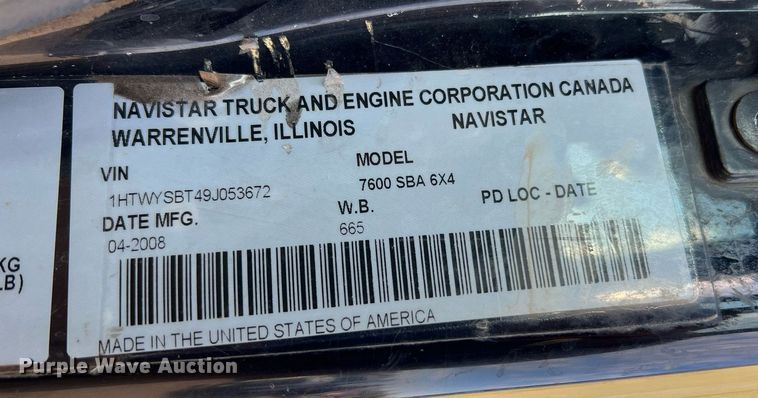 NAVISTAR TRUCK AND ENGINE CORPORATION CANADA
WARRENVILLE, ILLINOIS NAVISTAR
VIN MODEL
1HTWYSBT49J053672 7600 SBA 6X4
DATE MFG. W.B. PD LOC - DATE
04-2008 665
KG
LB)
MADE IN THE UNITED STATES OF AMERICA
Purple Wave Auction